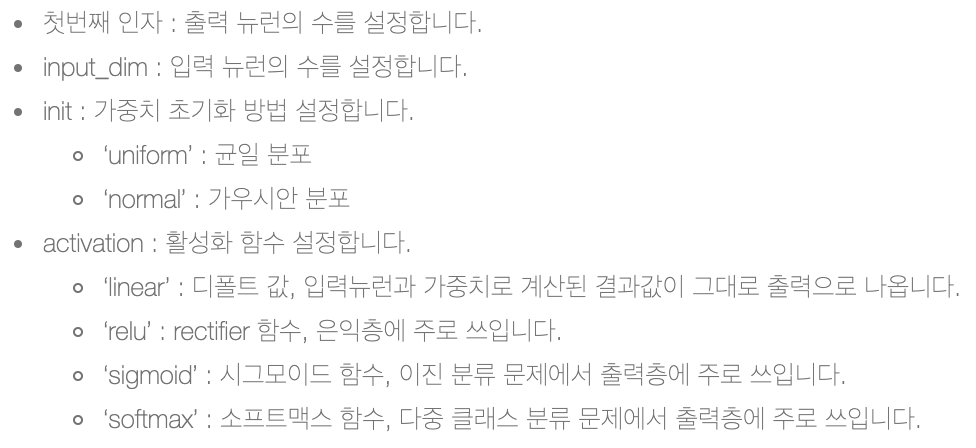 • 첫번째 인자 : 출력 뉴런의 수를 설정합니다.
• input_dim : 입력 뉴런의 수를 설정합니다.
• init : 가중치 초기화 방법 설정합니다.
◦ ‘uniform’ : 균일 분포
◦ ‘normal’ : 가우시안 분포
• activation : 활성화 함수 설정합니다.
◦ ‘linear’ : 디폴트 값, 입력뉴런과 가중치로 계산된 결과값이 그대로 출력으로 나옵니다.
◦ ‘relu’ : rectifier 함수, 은익층에 주로 쓰입니다.
◦ ‘sigmoid’ : 시그모이드 함수, 이진 분류 문제에서 출력층에 주로 쓰입니다.
◦ ‘softmax’ : 소프트맥스 함수, 다중 클래스 분류 문제에서 출력층에 주로 쓰입니다.